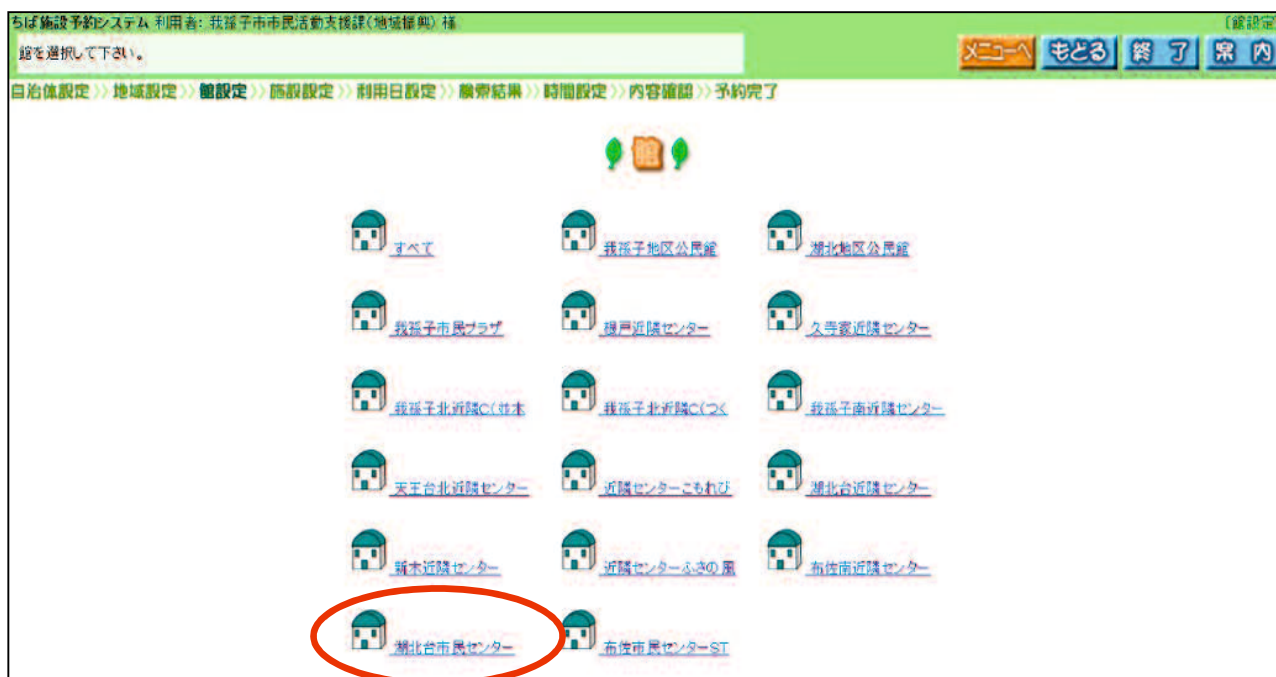 ちば施設予約システム 利用者: 我孫子市市民活動支援課(地域振興) 様 [館設定
館を選択して下さい。 メニューへ もどる 終 了 案 内
自治体設定 >> 地域設定 >> 館設定 >> 施設設定 >> 利用日設定 >> 検索結果 >> 時間設定 >> 内容確認 >> 予約完了
館
すべて 我孫子地区公民館 湖北地区公民館
我孫子市民プラザ 根戸近隣センター 久寺家近隣センター
我孫子北近隣C(並木 我孫子北近隣C(つく 我孫子南近隣センター
天王台北近隣センター 近隣センターこもれび 湖北台近隣センター
新木近隣センター 近隣センターふさの風 布佐南近隣センター
湖北台市民センター 布佐市民センターST